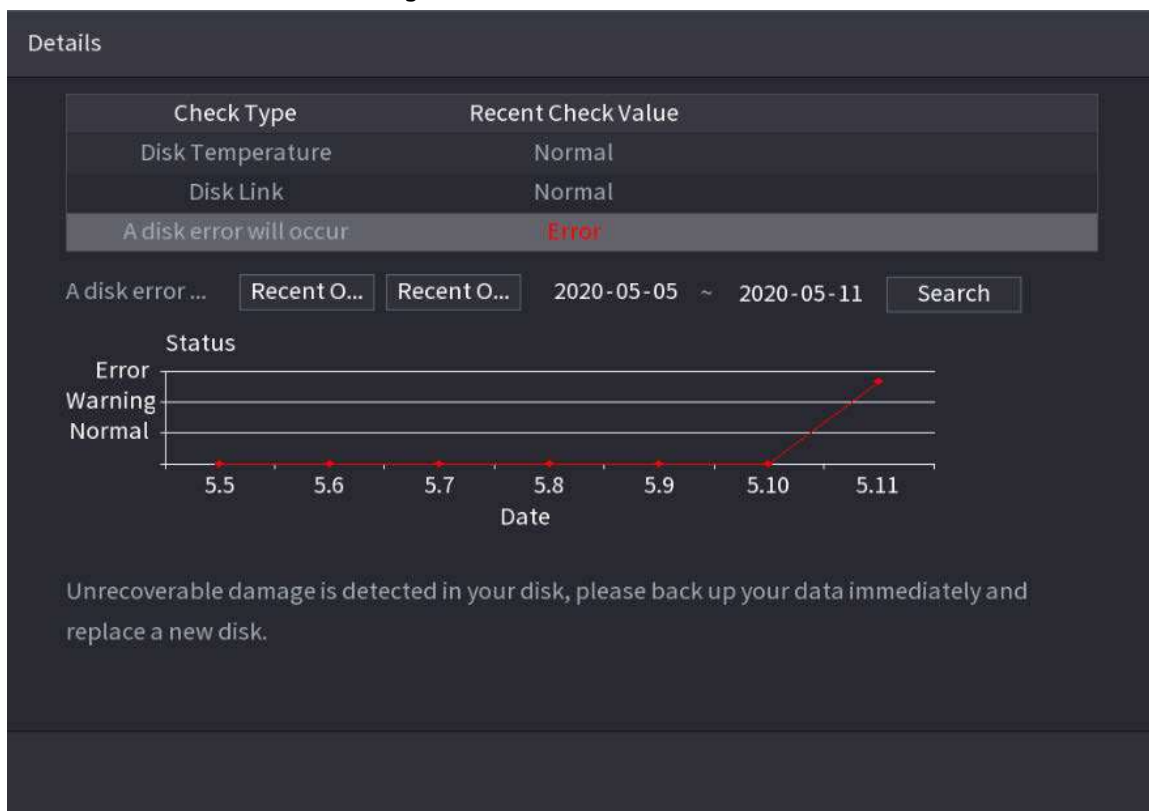 Details
Check Type Recent Check Value
Disk Temperature Normal
Disk Link Normal
A disk error will occur Error
A disk error ... Recent O... Recent O... 2020-05-05 ~ 2020-05-11 Search
Status
Error
Warning
Normal
5.5 5.6 5.7 5.8 5.9 5.10 5.11
Date
Unrecoverable damage is detected in your disk, please back up your data immediately and
replace a new disk.